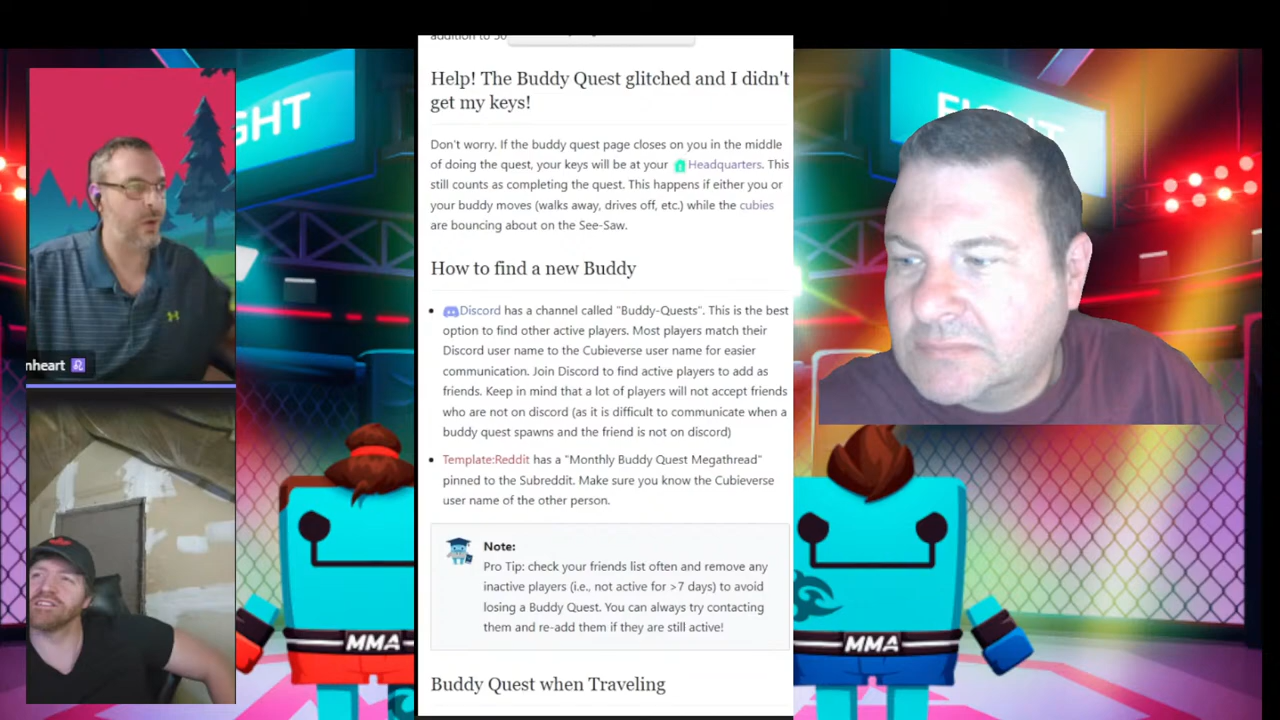 GHT
FIGHT
nheart
addition to 50
Help! The Buddy Quest glitched and I didn't
get my keys!
Don't worry. If the buddy quest page closes on you in the middle
of doing the quest, your keys will be at your Headquarters. This
still counts as completing the quest. This happens if either you or
your buddy moves (walks away, drives off, etc.) while the cubies
are bouncing about on the See-Saw.
How to find a new Buddy
• Discord has a channel called "Buddy-Quests". This is the best
option to find other active players. Most players match their
Discord user name to the Cubieverse user name for easier
communication. Join Discord to find active players to add as
friends. Keep in mind that a lot of players will not accept friends
who are not on discord (as it is difficult to communicate when a
buddy quest spawns and the friend is not on discord)
• Template:Reddit has a "Monthly Buddy Quest Megathread"
pinned to the Subreddit. Make sure you know the Cubieverse
user name of the other person.
Note:
Pro Tip: check your friends list often and remove any
inactive players (i.e., not active for >7 days) to avoid
losing a Buddy Quest. You can always try contacting
them and re-add them if they are still active!
Buddy Quest when Traveling
MMA
MMA